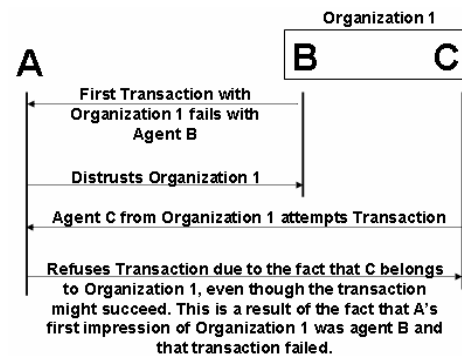 Organization 1
A
B C
First Transaction with
Organization 1 fails with
Agent B
Distrusts Organization 1
Agent C from Organization 1 attempts Transaction
Refuses Transaction due to the fact that C belongs
to Organization 1, even though the transaction
might succeed. This is a result of the fact that A's
first impression of Organization 1 was agent B and
that transaction failed.